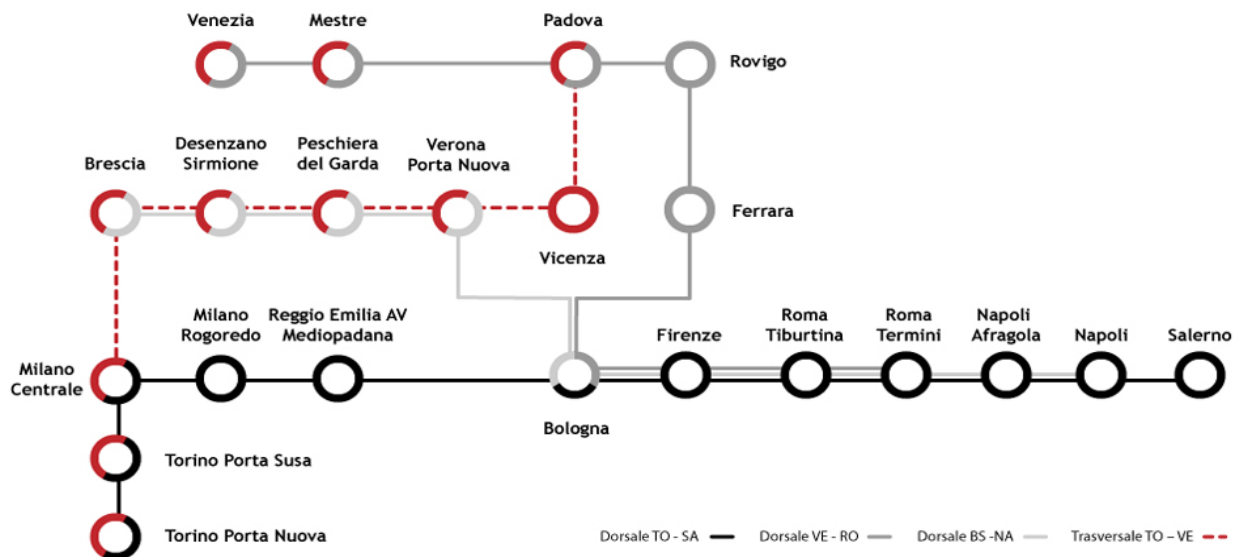 Venezia
Mestre
Padova
Rovigo
Brescia
Desenzano
Sirmione
Peschiera
del Garda
Verona
Porta Nuova
Vicenza
Ferrara
Milano
Centrale
Milano
Rogoredo
Reggio Emilia AV
Mediopadana
Bologna
Firenze
Roma
Tiburtina
Roma
Termini
Napoli
Afragola
Napoli
Salerno
Torino Porta Susa
Torino Porta Nuova
Dorsale TO - SA
Dorsale VE - RO
Dorsale BS -NA
Trasversale TO – VE